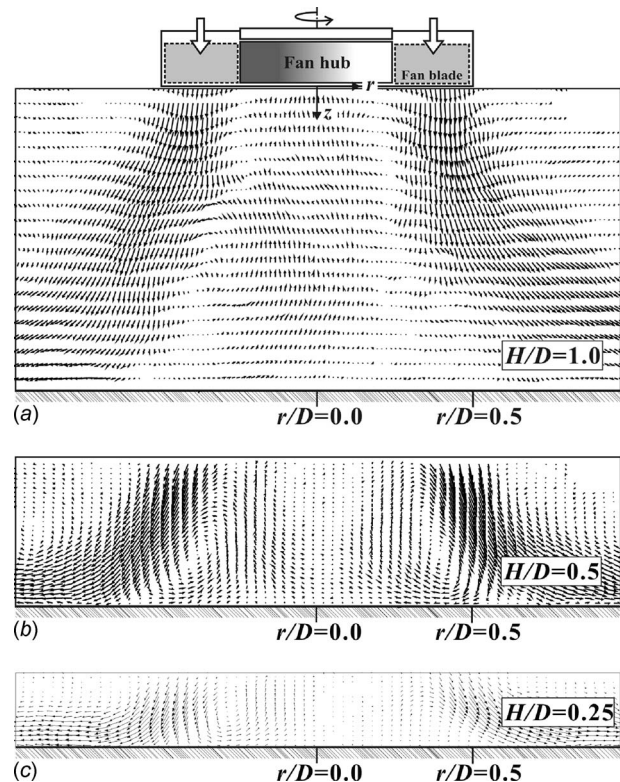 Fan hub
Fan blade
r
z
H/D=1.0
(a)
r/D=0.0
r/D=0.5
H/D=0.5
(b)
r/D=0.0
r/D=0.5
H/D=0.25
(c)
r/D=0.0
r/D=0.5